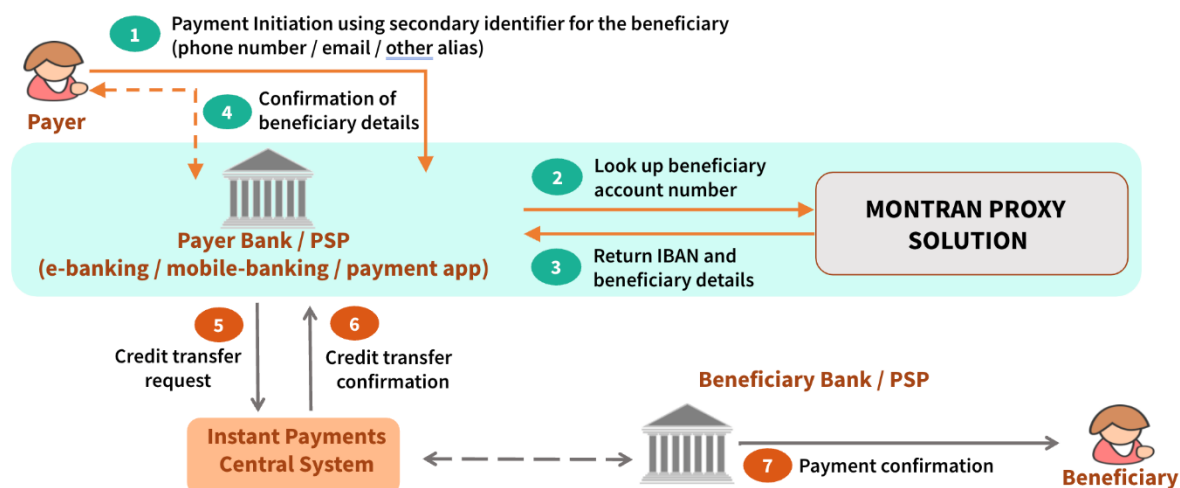 1
Payment Initiation using secondary identifier for the beneficiary
(phone number / email / other alias)
Payer
4
Confirmation of
beneficiary details
2
Look up beneficiary
account number
MONTRAN PROXY
SOLUTION
Payer Bank / PSP
(e-banking / mobile-banking / payment app)
3
Return IBAN and
beneficiary details
5
Credit transfer
request
6
Credit transfer
confirmation
Beneficiary Bank / PSP
Instant Payments
Central System
7
Payment confirmation
Beneficiary